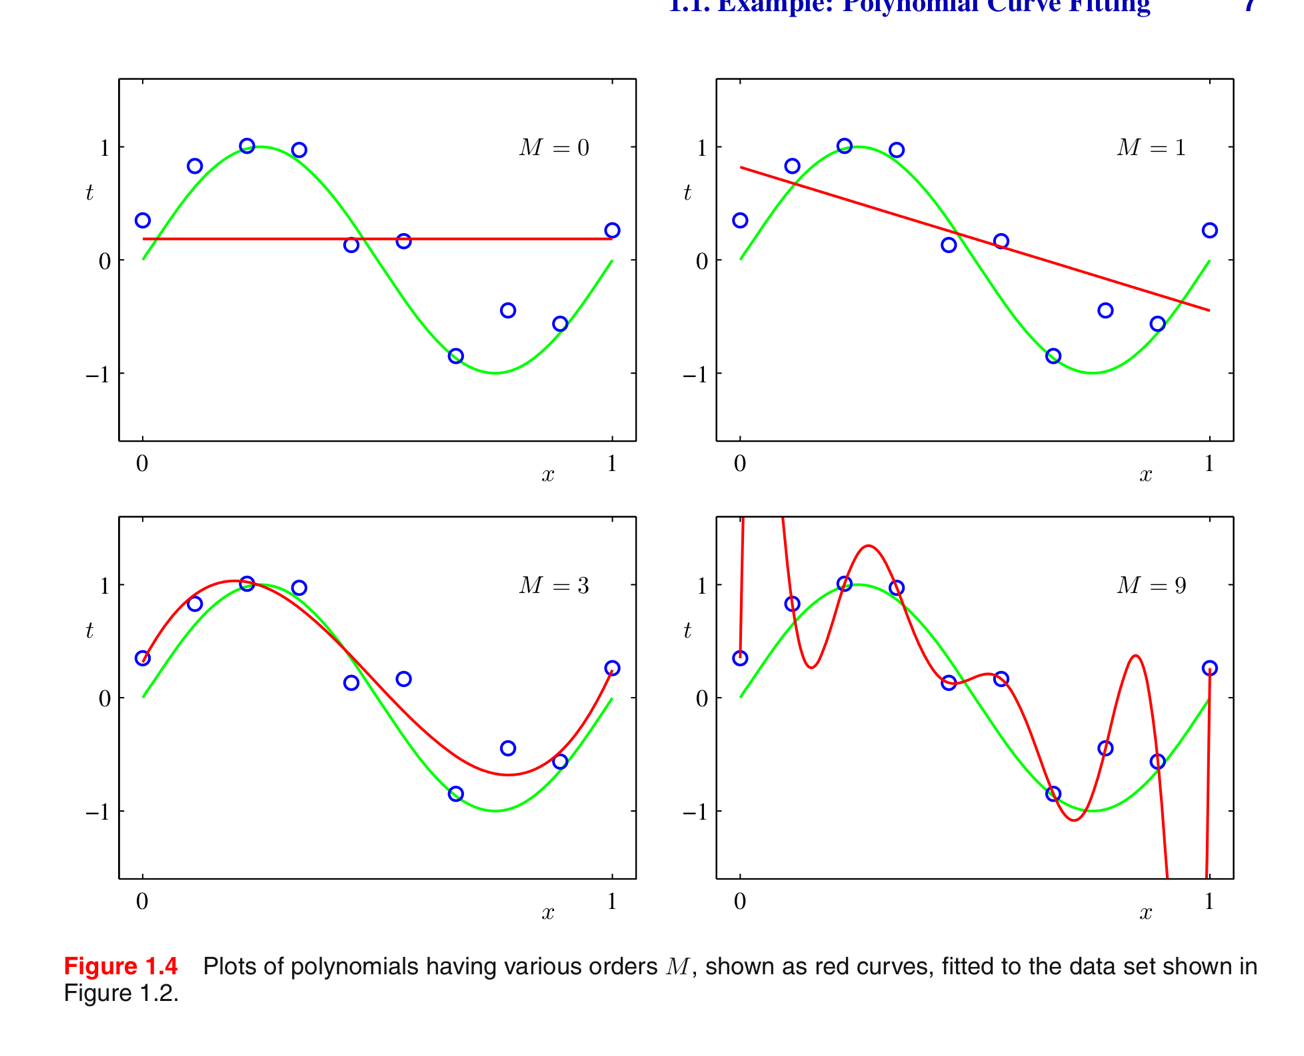 1.1. Example: Polynomial Curve Fitting 7
M = 0
1
t
0
−1
0
x
1
M = 1
1
t
0
−1
0
x
1
M = 3
1
t
0
−1
0
x
1
M = 9
1
t
0
−1
0
x
1
Figure 1.4 Plots of polynomials having various orders M, shown as red curves, fitted to the data set shown in
Figure 1.2.